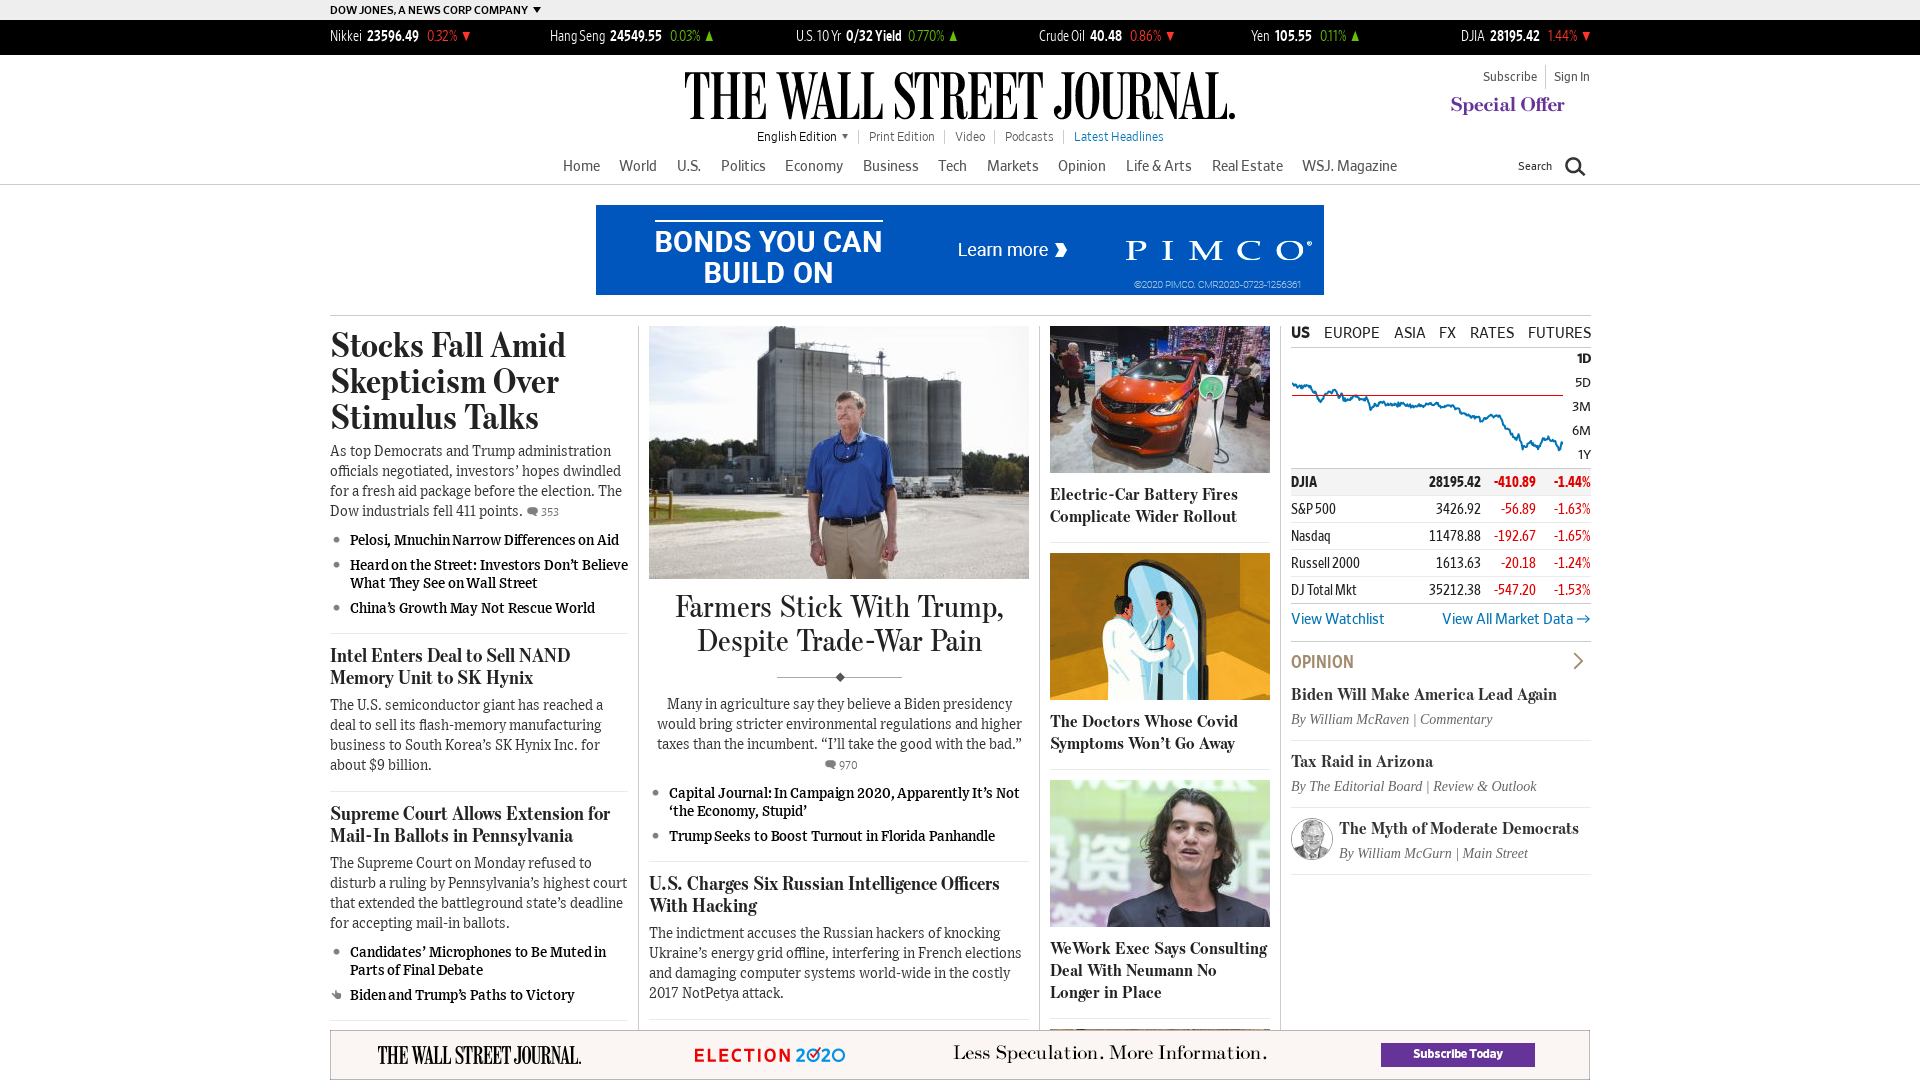 DOW JONES, A NEWS CORP COMPANY
Nikkei 23596.49 0.32% Hang Seng 24549.55 0.03% U.S. 10 Yr 0/32 Yield 0.770% Crude Oil 40.48 0.86% Yen 105.55 0.11% DJIA 28195.42 1.44%
THE WALL STREET JOURNAL.
Subscribe Sign In
Special Offer
English Edition Print Edition Video Podcasts Latest Headlines
Home World U.S. Politics Economy Business Tech Markets Opinion Life & Arts Real Estate WSJ. Magazine
Search
BONDS YOU CAN
BUILD ON
Learn more
PIMCO®
©2020 PIMCO. CMR2020-0723-1256361
Stocks Fall Amid
Skepticism Over
Stimulus Talks
As top Democrats and Trump administration
officials negotiated, investors’ hopes dwindled
for a fresh aid package before the election. The
Dow industrials fell 411 points. 353
Pelosi, Mnuchin Narrow Differences on Aid
Heard on the Street: Investors Don’t Believe
What They See on Wall Street
China’s Growth May Not Rescue World
Intel Enters Deal to Sell NAND
Memory Unit to SK Hynix
The U.S. semiconductor giant has reached a
deal to sell its flash-memory manufacturing
business to South Korea’s SK Hynix Inc. for
about $9 billion.
Supreme Court Allows Extension for
Mail-In Ballots in Pennsylvania
The Supreme Court on Monday refused to
disturb a ruling by Pennsylvania’s highest court
that extended the battleground state’s deadline
for accepting mail-in ballots.
Candidates’ Microphones to Be Muted in
Parts of Final Debate
Biden and Trump’s Paths to Victory
Farmers Stick With Trump,
Despite Trade-War Pain
Many in agriculture say they believe a Biden presidency
would bring stricter environmental regulations and higher
taxes than the incumbent. “I’ll take the good with the bad.”
970
Capital Journal: In Campaign 2020, Apparently It’s Not
‘the Economy, Stupid’
Trump Seeks to Boost Turnout in Florida Panhandle
U.S. Charges Six Russian Intelligence Officers
With Hacking
The indictment accuses the Russian hackers of knocking
Ukraine’s energy grid offline, interfering in French elections
and damaging computer systems world-wide in the costly
2017 NotPetya attack.
Electric-Car Battery Fires
Complicate Wider Rollout
The Doctors Whose Covid
Symptoms Won’t Go Away
WeWork Exec Says Consulting
Deal With Neumann No
Longer in Place
US EUROPE ASIA FX RATES FUTURES
1D
5D
3M
6M
1Y
DJIA 28195.42 -410.89 -1.44%
S&P 500 3426.92 -56.89 -1.63%
Nasdaq 11478.88 -192.67 -1.65%
Russell 2000 1613.63 -20.18 -1.24%
DJ Total Mkt 35212.38 -547.20 -1.53%
View Watchlist View All Market Data
OPINION
Biden Will Make America Lead Again
By William McRaven | Commentary
Tax Raid in Arizona
By The Editorial Board | Review & Outlook
The Myth of Moderate Democrats
By William McGurn | Main Street
THE WALL STREET JOURNAL. ELECTION 2020 Less Speculation. More Information. Subscribe Today